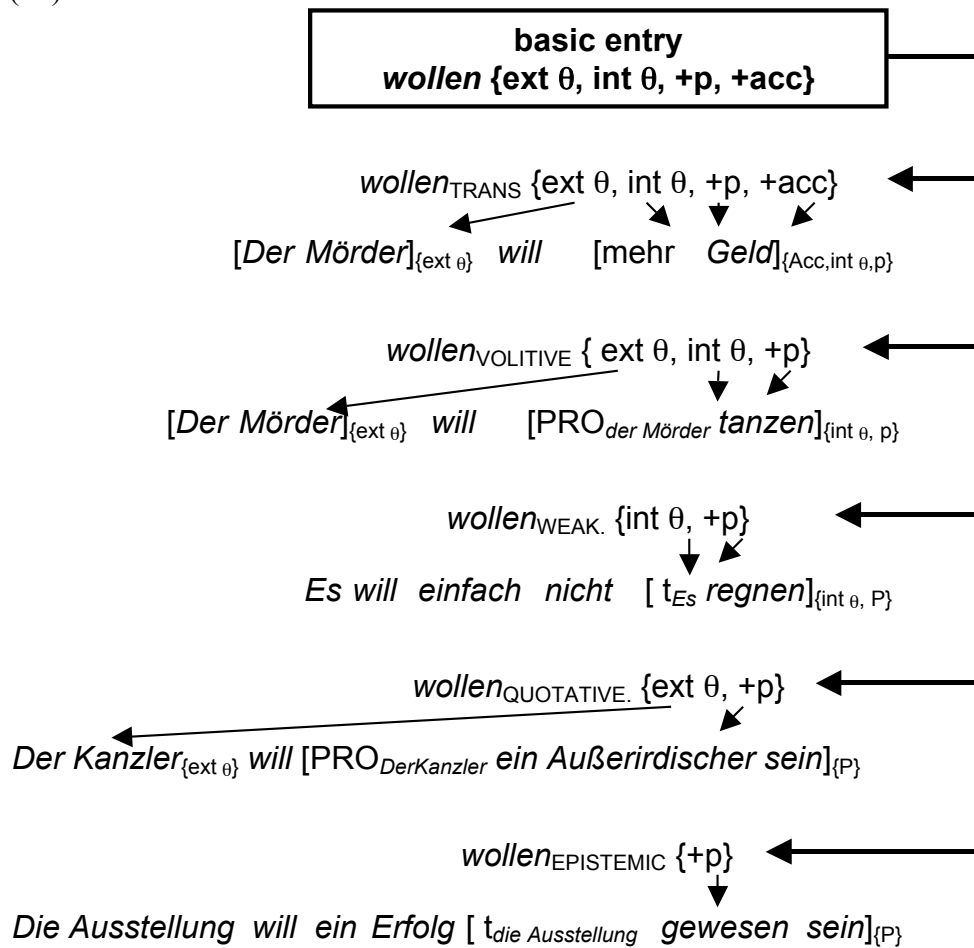 basic entry
wollen {ext θ, int θ, +p, +acc}
wollenTRANS {ext θ, int θ, +p, +acc}
[Der Mörder]{ext θ} will [mehr Geld]{Acc,int θ,p}
wollenVOLITIVE { ext θ, int θ, +p}
[Der Mörder]{ext θ} will [PROder Mörder tanzen]{int θ, p}
wollenWEAK. {int θ, +p}
Es will einfach nicht [ tEs regnen]{int θ, P}
wollenQUOTATIVE. {ext θ, +p}
Der Kanzler{ext θ} will [PRODerKanzler ein Außerirdischer sein]{P}
wollenEPISTEMIC {+p}
Die Ausstellung will ein Erfolg [ tdie Ausstellung gewesen sein]{P}